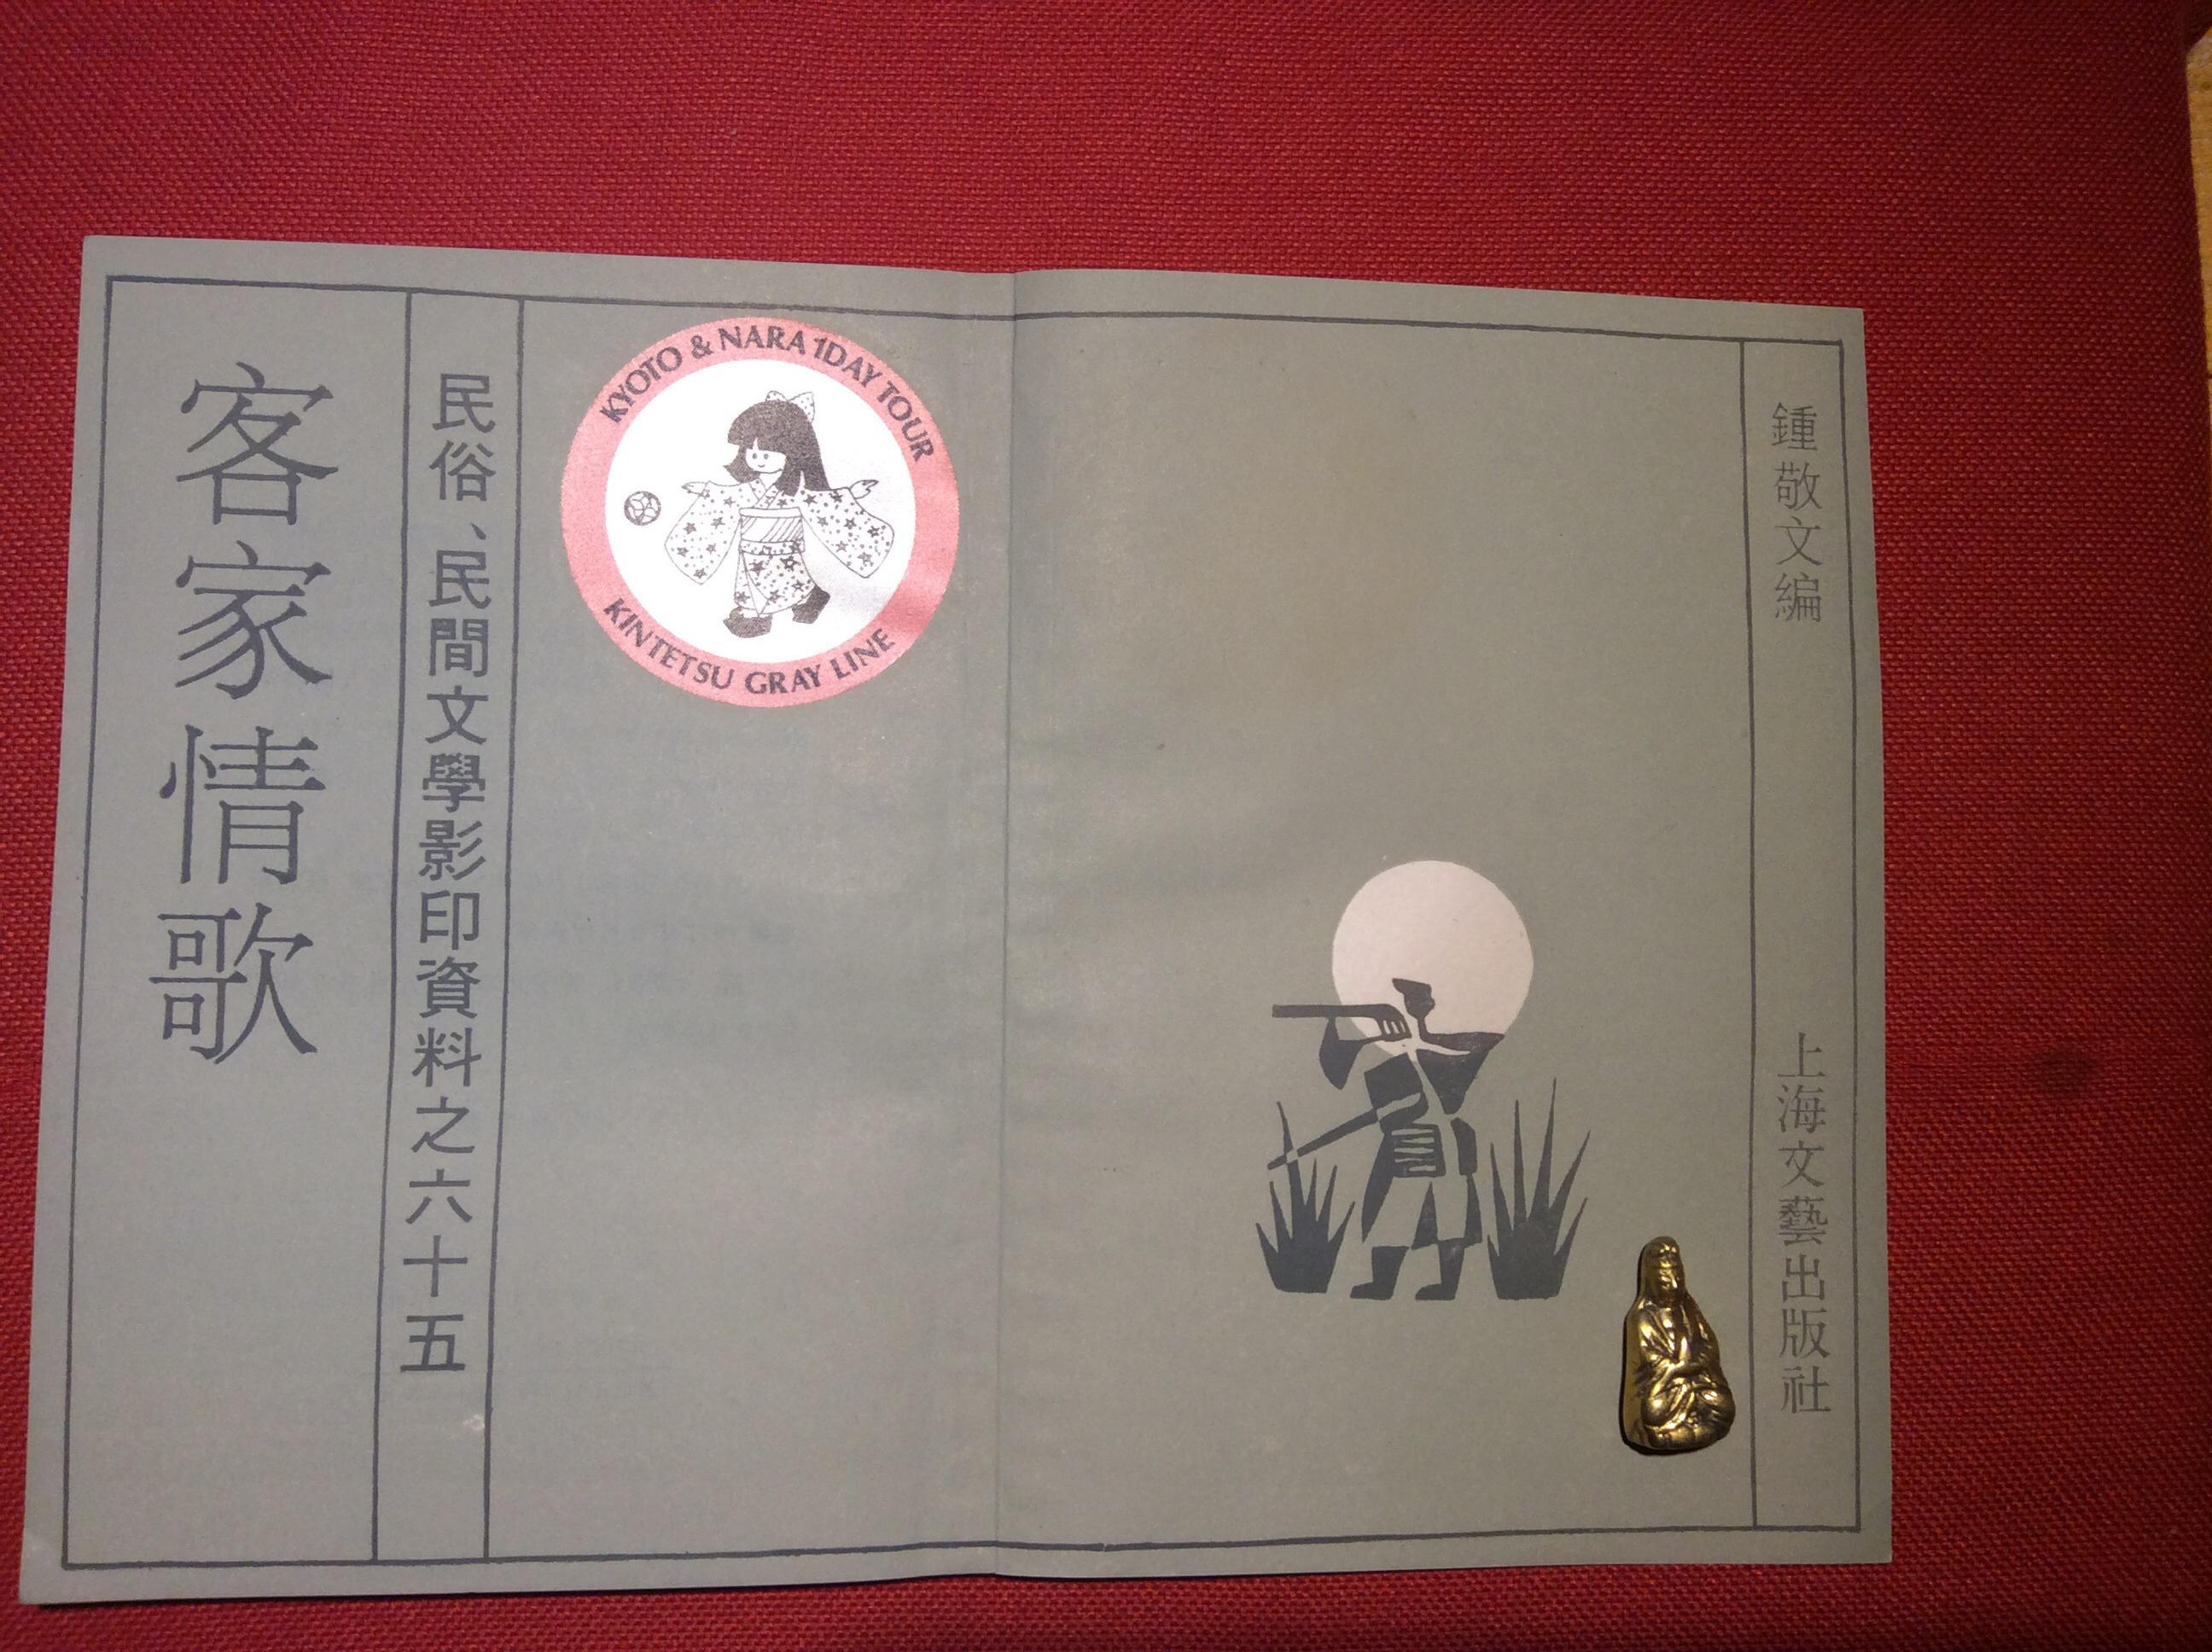 客家情歌
民俗、民間文學影印資料之六十五
KYOTO & NARA 1DAY TOUR
KINTETSU GRAY LINE
鍾敬文編
上海文藝出版社